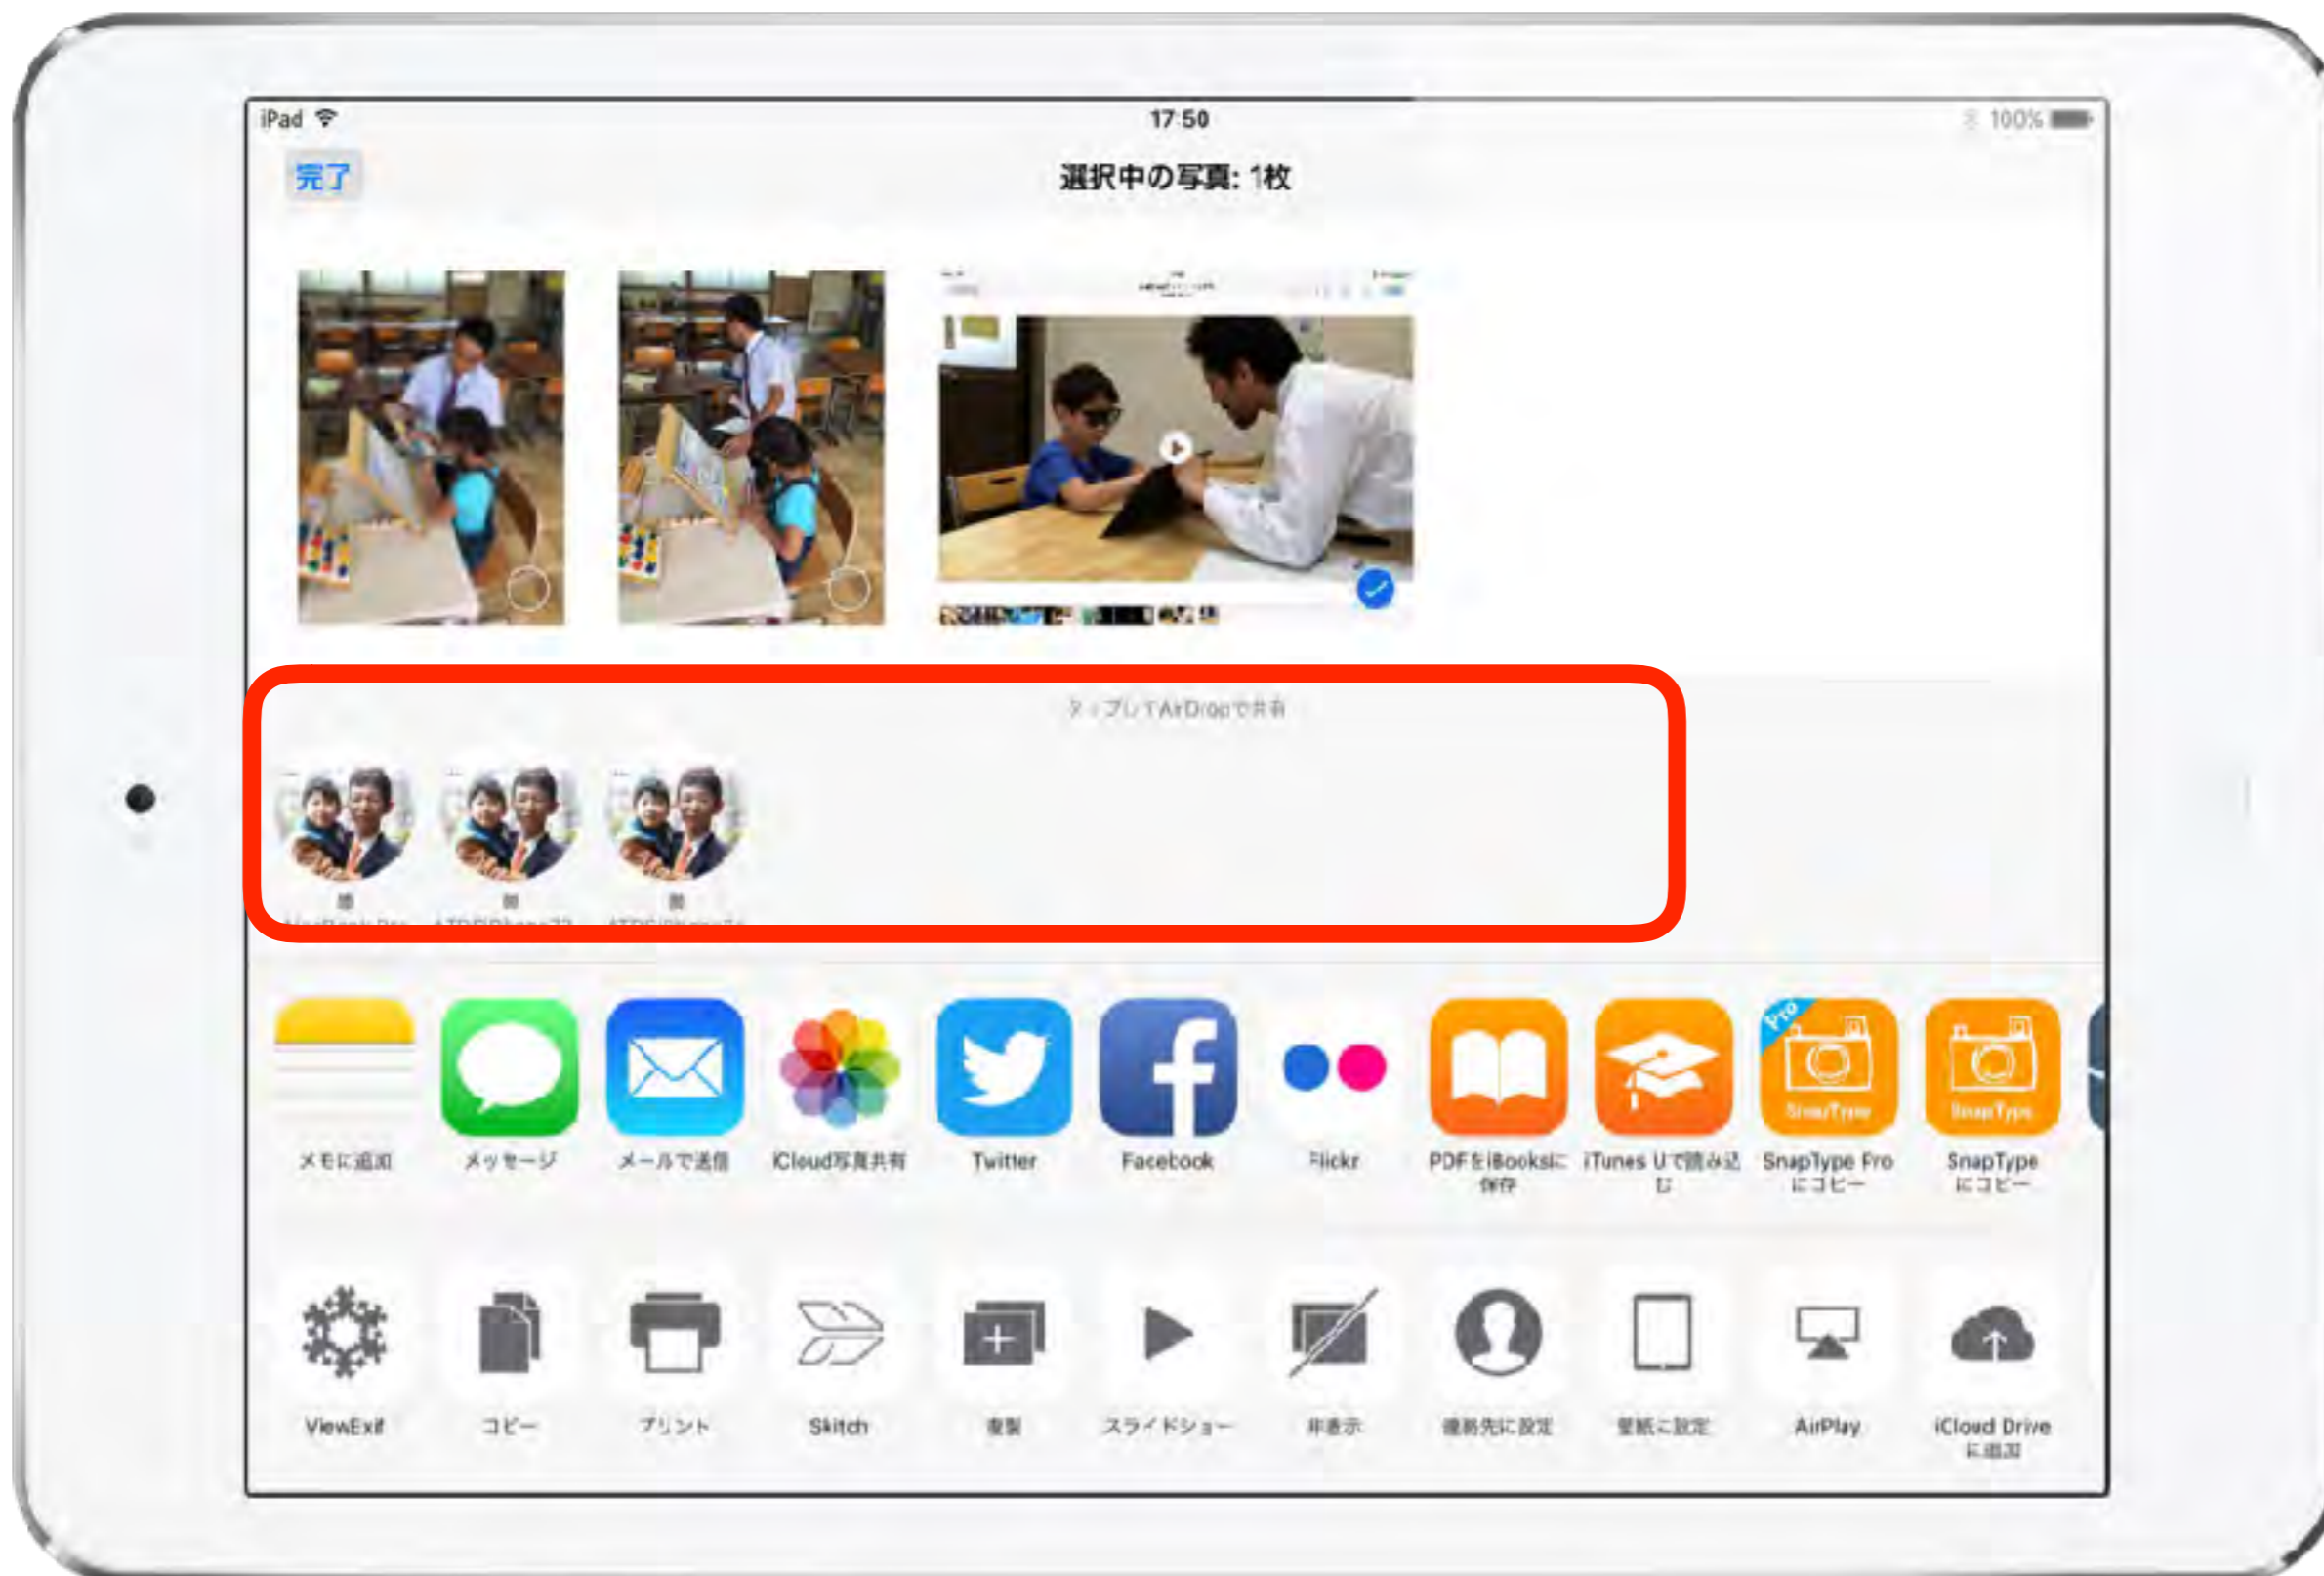 iPad
17:50
100%
完了
選択中の写真: 1枚
タップしてAirDropで共有
メモに追加
メッセージ
メールで送信
iCloud写真共有
Twitter
Facebook
Flickr
PDFをiBooksに
保存
iTunes Uで読み込
む
Pro
SnapType
SnapType Pro
にコピー
SnapType
SnapType
にコピー
ViewExif
コピー
プリント
Skitch
複製
スライドショー
非表示
連絡先に設定
壁紙に設定
AirPlay
iCloud Drive
に追加